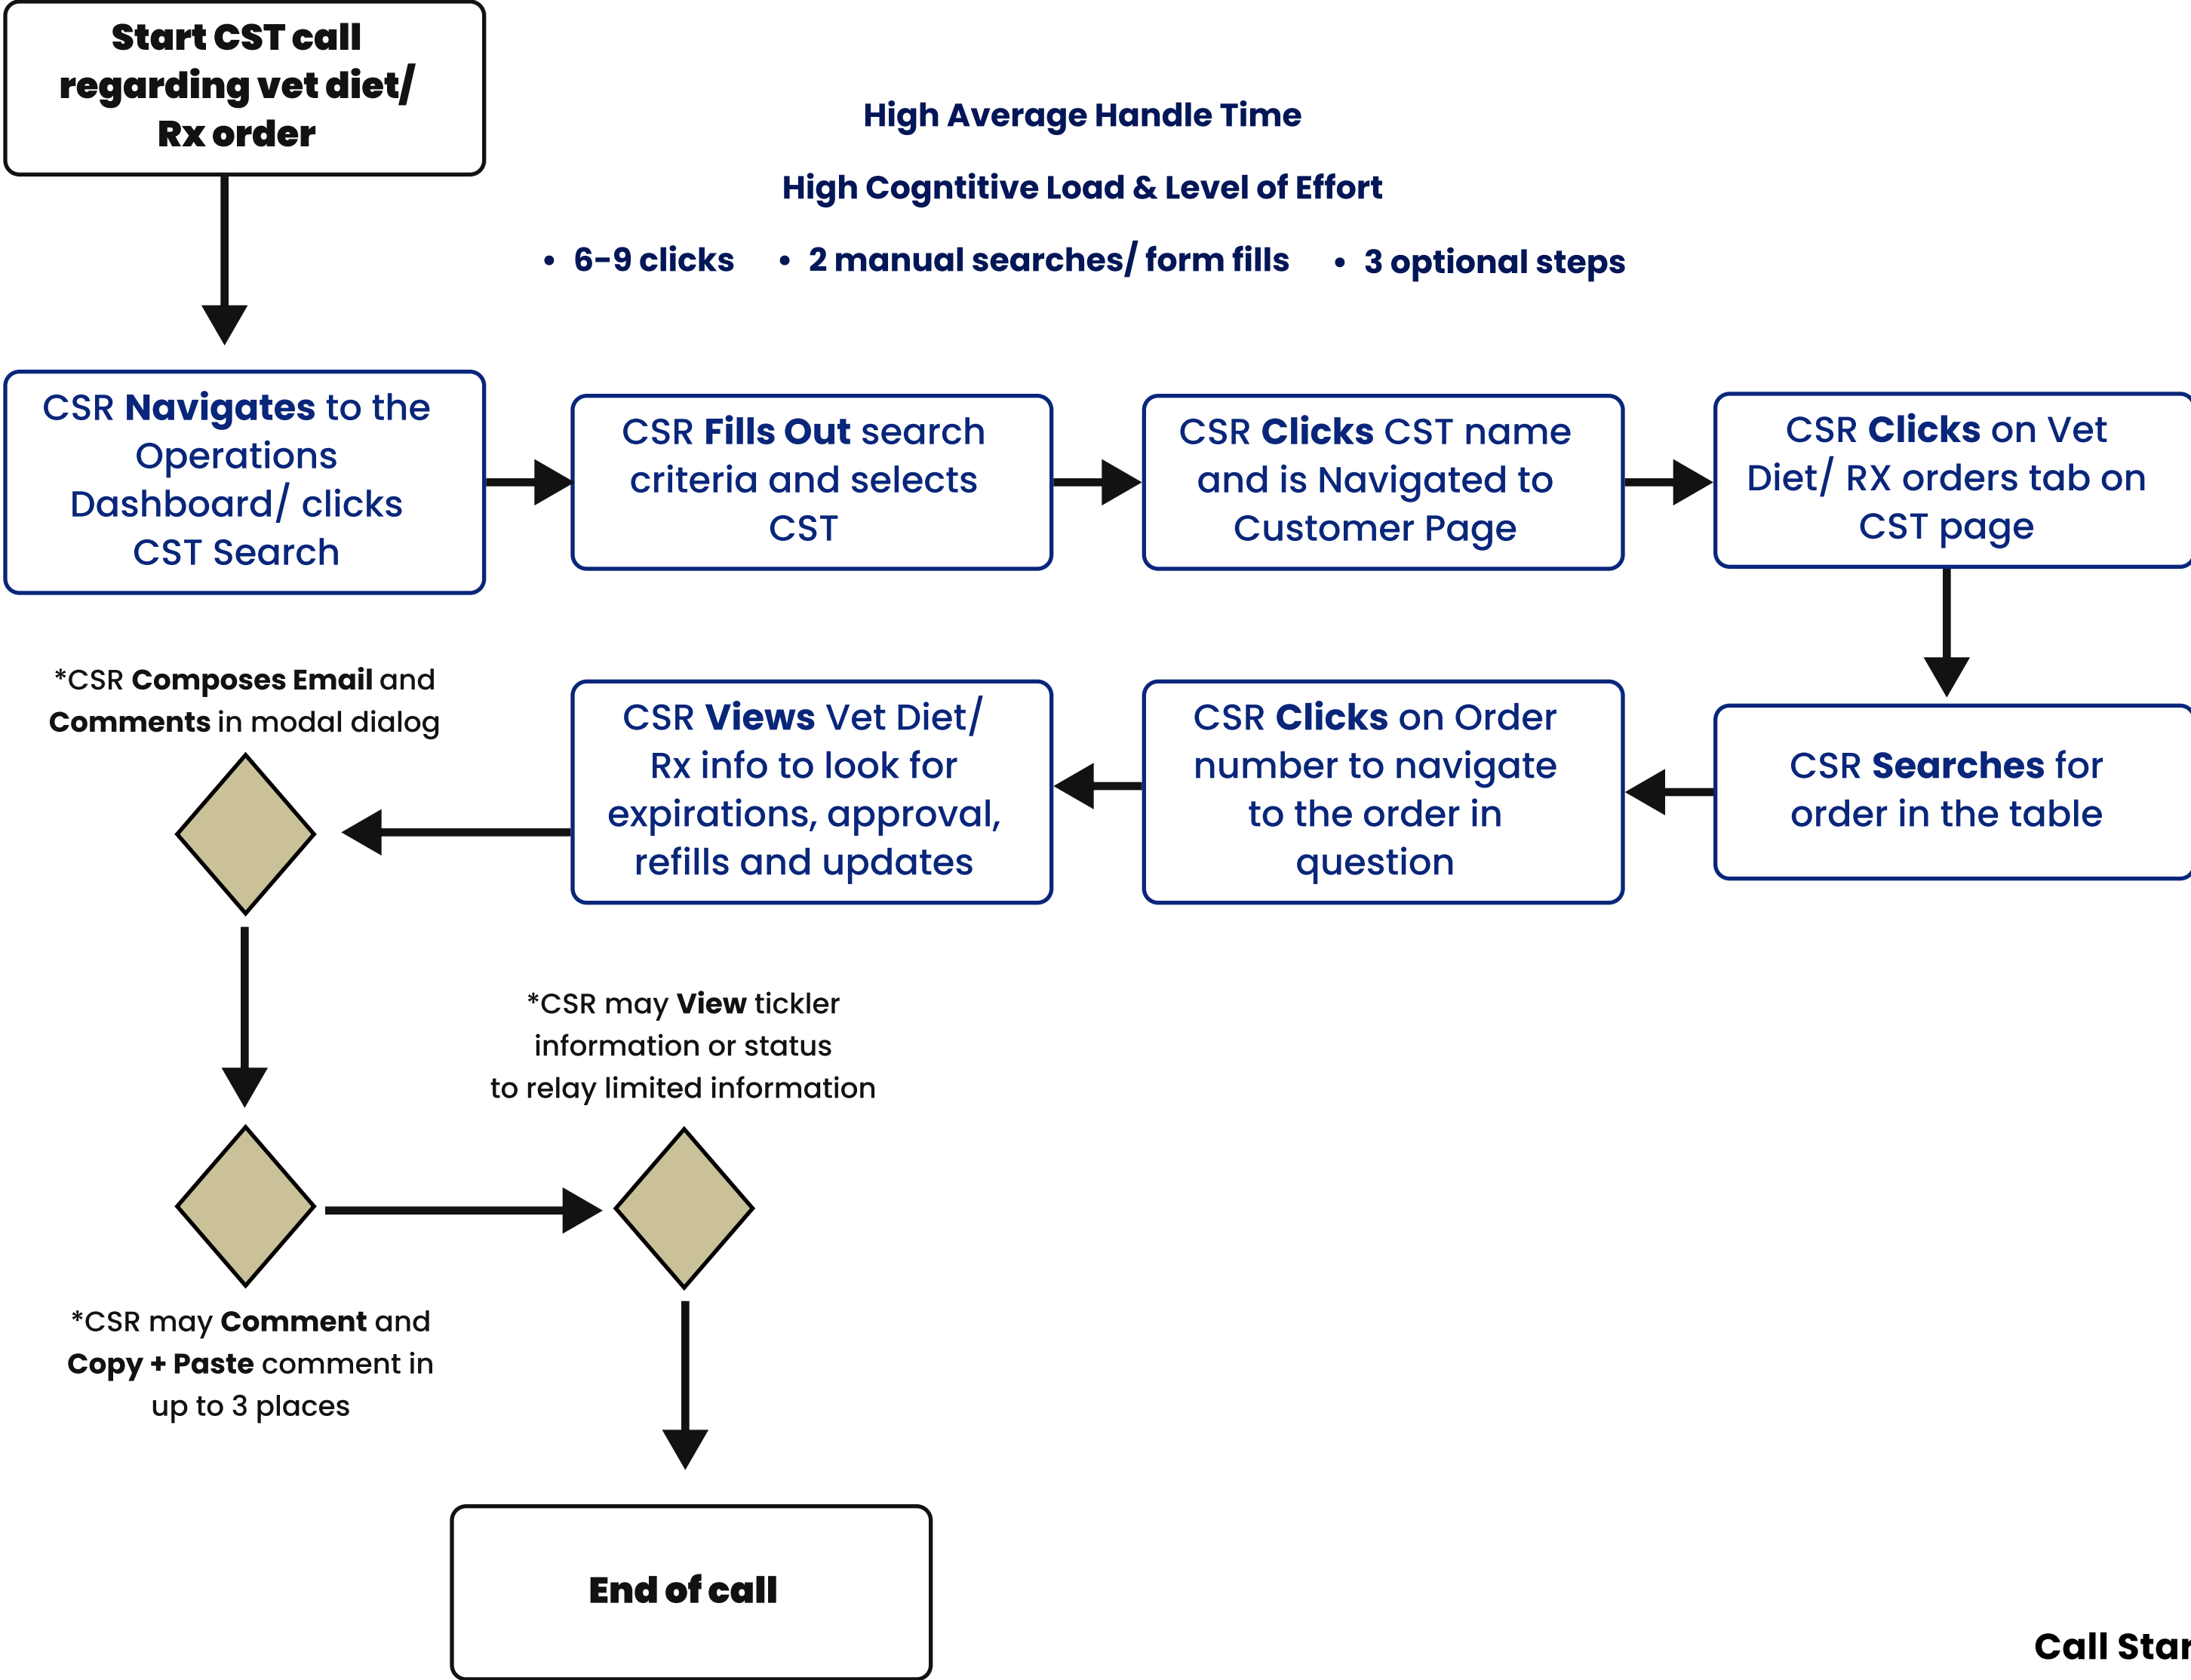 Start CST call
regarding vet diet/
Rx order
High Average Handle Time
High Cogntitive Load & Level of Effort
• 6-9 clicks • 2 manual searches/ form fills • 3 optional steps
CSR Navigates to the
Operations
Dashboard/ clicks
CST Search
CSR Fills Out search
criteria and selects
CST
CSR Clicks CST name
and is Navigated to
Customer Page
CSR Clicks on Vet
Diet/ RX orders tab on
CST page
CSR Searches for
order in the table
CSR Clicks on Order
number to navigate
to the order in
question
CSR Views Vet Diet/
Rx info to look for
expirations, approval,
refills and updates
*CSR Composes Email and
Comments in modal dialog
*CSR may Comment and
Copy + Paste comment in
up to 3 places
*CSR may View tickler
information or status
to relay limited information
End of call
Call